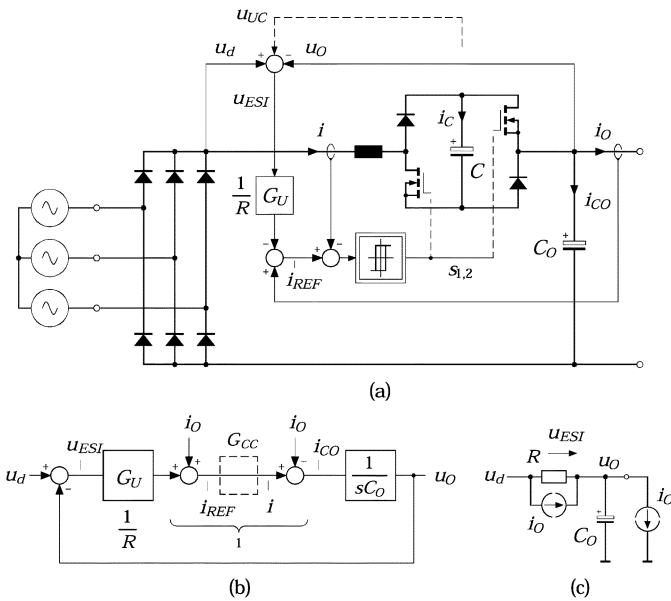 u_UC
u_d
u_O
u_ESI
i
i_C
C
i_O
i_CO
C_O
1/R
G_U
i_REF
s_1,2
(a)
i_O
i_O
u_ESI
G_CC
i_CO
u_d
G_U
1/sC_O
u_O
1/R
i_REF
i
1
(b)
u_ESI
R
u_d
u_O
i_O
i_O
C_O
(c)